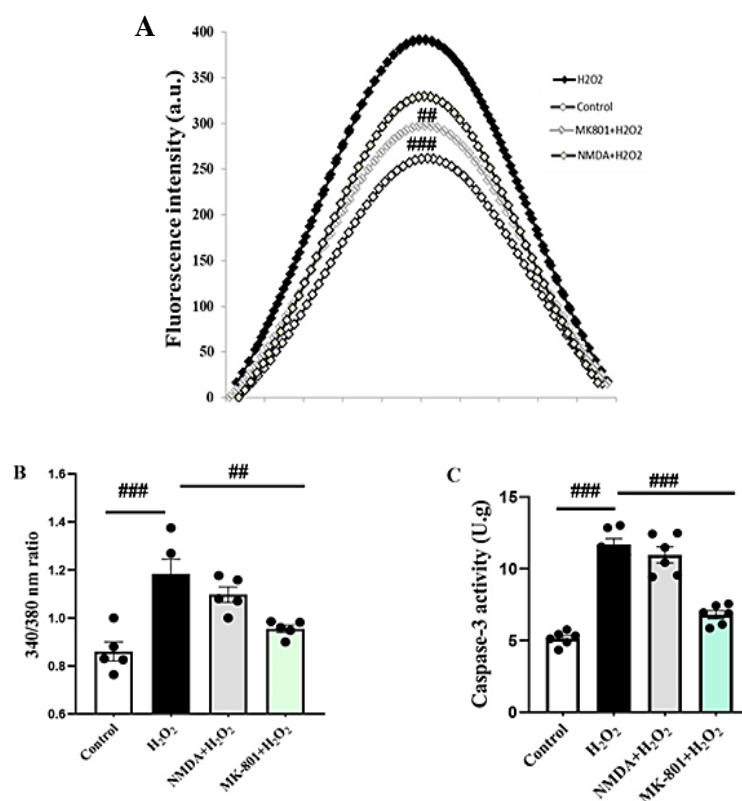 A
Fluorescence intensity (a.u.)
400
350
300
250
200
150
100
50
0
##
###
H2O2
Control
MK801+H2O2
NMDA+H2O2
B
340/380 nm ratio
1.6
1.4
1.2
1.0
0.8
0.6
###
##
Control
H₂O₂
NMDA+H₂O₂
MK-801+H₂O₂
C
Caspase-3 activity (U.g)
15
10
5
0
###
###
Control
H₂O₂
NMDA+H₂O₂
MK-801+H₂O₂